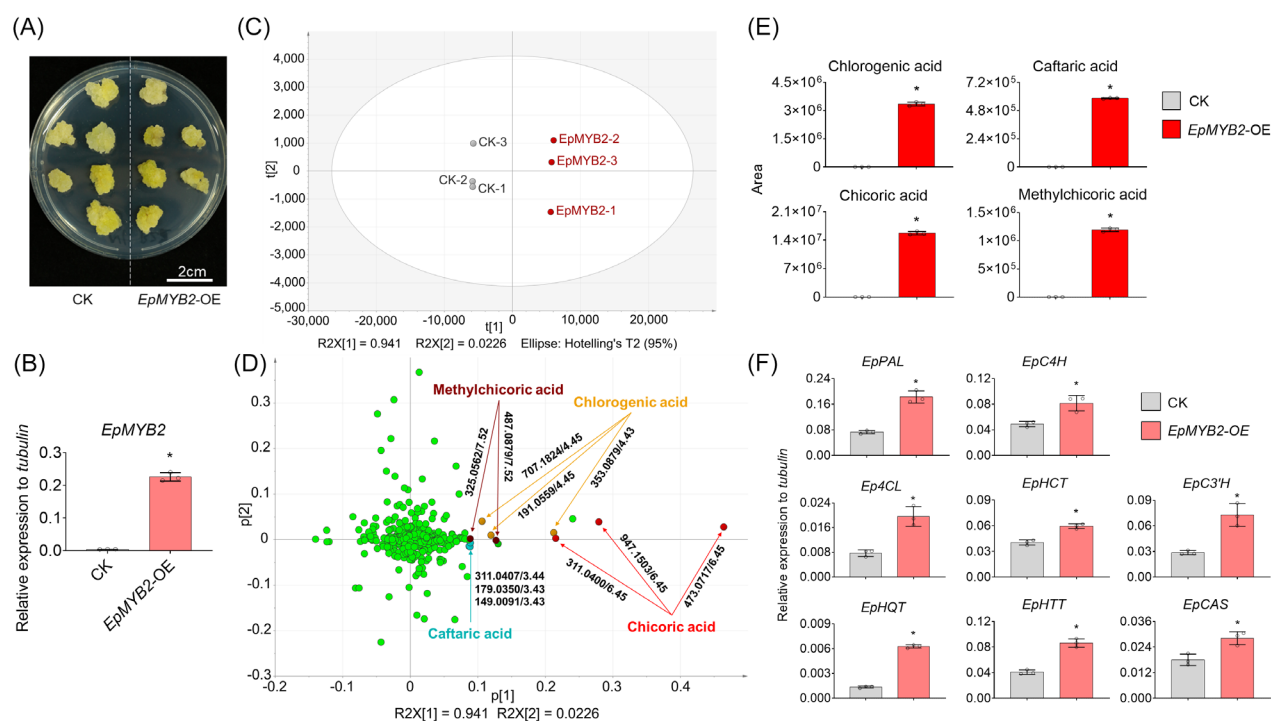 (A)
2cm
CK
EpMYB2-OE
(B)
EpMYB2
Relative expression to tubulin
0.3
0.2
0.1
0.0
*
CK
EpMYB2-OE
(C)
t[2]
4,000
3,000
2,000
1,000
0
-1,000
-2,000
-3,000
-4,000
-5,000
CK-3
CK-2
CK-1
EpMYB2-2
EpMYB2-3
EpMYB2-1
-30,000
-20,000
-10,000
0
10,000
20,000
t[1]
R2X[1] = 0.941 R2X[2] = 0.0226 Ellipse: Hotelling's T2 (95%)
(D)
p[2]
0.3
0.2
0.1
0
-0.1
-0.2
-0.3
Methylchicoric acid
325.0562/7.52
487.0879/7.52
Chlorogenic acid
707.1824/4.45
191.0559/4.45
353.0879/4.43
311.0407/3.44
179.0350/3.43
149.0091/3.43
Caftaric acid
311.0400/6.45
947.1503/6.45
473.0717/6.45
Chicoric acid
-0.2
-0.1
0
0.1
0.2
0.3
0.4
p[1]
R2X[1] = 0.941 R2X[2] = 0.0226
(E)
Area
Chlorogenic acid
4.5×10⁶
3×10⁶
1.5×10⁶
0
*
Caftaric acid
7.2×10⁵
4.8×10⁵
2.4×10⁵
0
*
CK
EpMYB2-OE
Chicoric acid
2.1×10⁷
1.4×10⁷
7×10⁶
0
*
Methylchicoric acid
1.5×10⁶
1×10⁶
5×10⁵
0
*
(F)
Relative expression to tubulin
EpPAL
0.24
0.16
0.08
0.00
*
EpC4H
0.12
0.08
0.04
0.00
*
CK
EpMYB2-OE
Ep4CL
0.024
0.018
0.012
0.006
0.000
*
EpHCT
0.12
0.09
0.06
0.03
0.00
*
EpC3'H
0.09
0.06
0.03
0.00
*
EpHQT
0.009
0.006
0.003
0.000
*
EpHTT
0.12
0.08
0.04
0.00
*
EpCAS
0.036
0.024
0.012
0.000
*